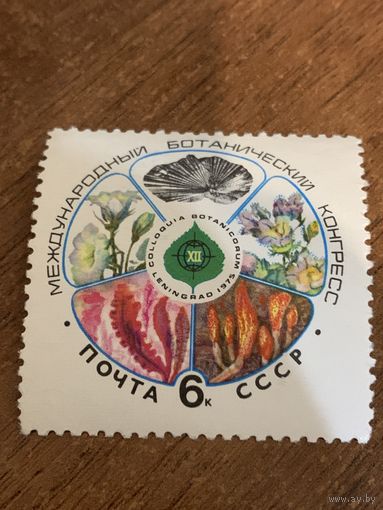 МЕЖДУНАРОДНЫЙ БОТАНИЧЕСКИЙ КОНГРЕСС
COLLOQUIA BOTANICORUM
XII
LENINGRAD 1975
ПОЧТА 6К СССР
www.ay.by